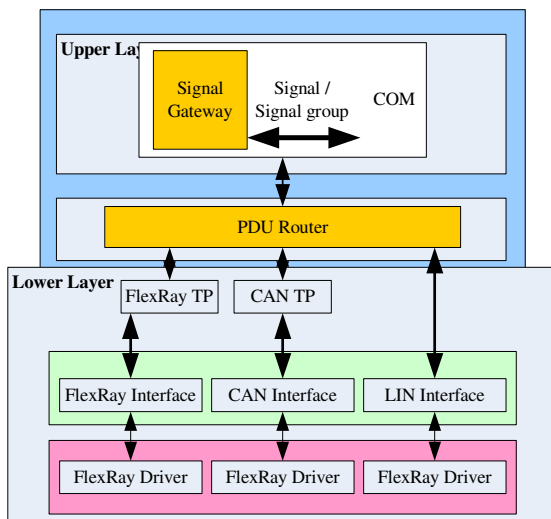 Upper La
Signal
Gateway
Signal /
Signal group
COM
PDU Router
Lower Layer
FlexRay TP
CAN TP
FlexRay Interface
CAN Interface
LIN Interface
FlexRay Driver
FlexRay Driver
FlexRay Driver